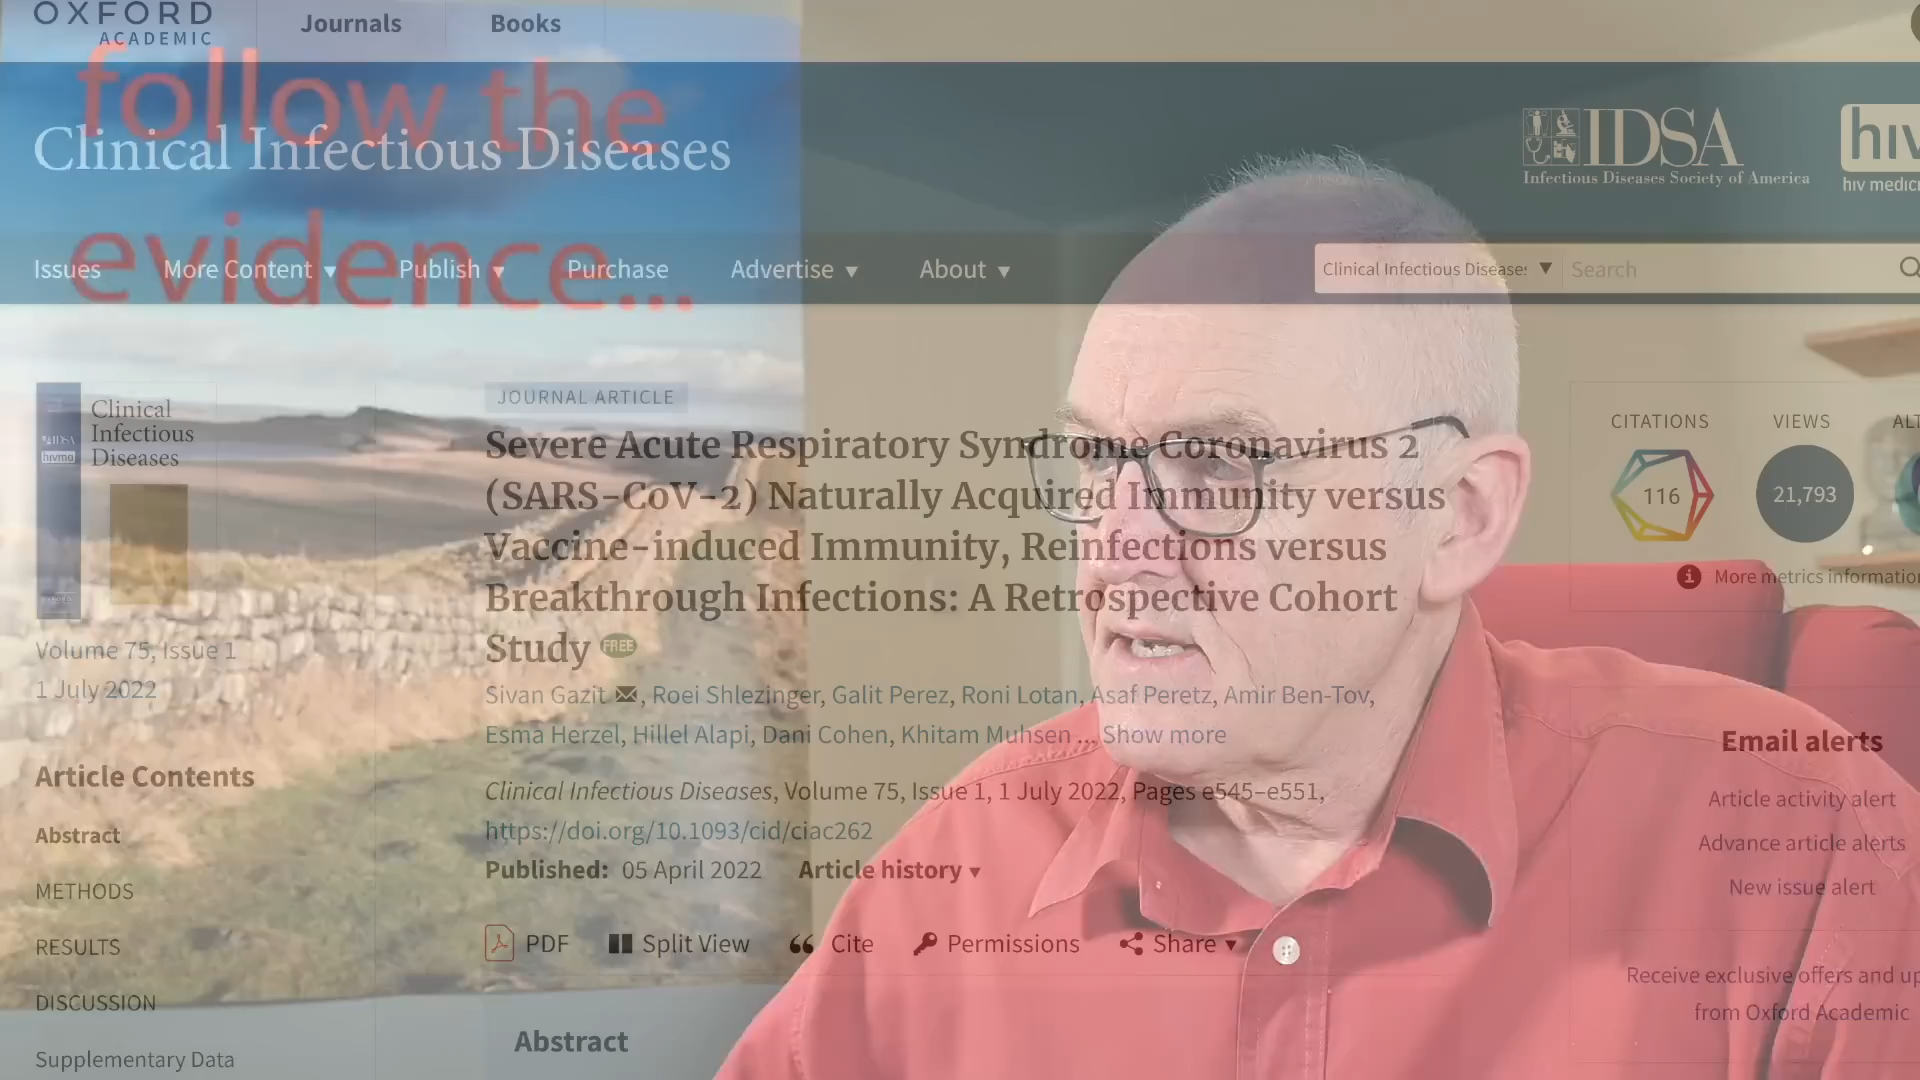 OXFORD
ACADEMIC
Journals
Books
follow the
evidence...
Clinical Infectious Diseases
IDSA
Infectious Diseases Society of America
hiv
Issues
More Content
Publish
Purchase
Advertise
About
Clinical Infectious Disease
Search
Clinical
Infectious
Diseases
IDSA
hivma
Volume 75, Issue 1
1 July 2022
Article Contents
Abstract
METHODS
RESULTS
DISCUSSION
Supplementary Data
JOURNAL ARTICLE
Severe Acute Respiratory Syndrome Coronavirus 2
(SARS-CoV-2) Naturally Acquired Immunity versus
Vaccine-induced Immunity, Reinfections versus
Breakthrough Infections: A Retrospective Cohort
Study FREE
Sivan Gazit, Roei Shlezinger, Galit Perez, Roni Lotan, Asaf Peretz, Amir Ben-Tov,
Esma Herzel, Hillel Alapi, Dani Cohen, Khitam Muhsen ... Show more
Clinical Infectious Diseases, Volume 75, Issue 1, 1 July 2022, Pages e545–e551,
https://doi.org/10.1093/cid/ciac262
Published: 05 April 2022 Article history
PDF
Split View
Cite
Permissions
Share
Abstract
CITATIONS
VIEWS
116
21,793
More metrics information
Email alerts
Article activity alert
Advance article alerts
New issue alert
Receive exclusive offers and up
from Oxford Academic